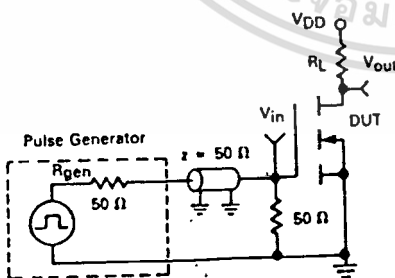 VDD
RL
Vout
Vin
DUT
Pulse Generator
Rgen
z = 50 Ω
50 Ω
50 Ω